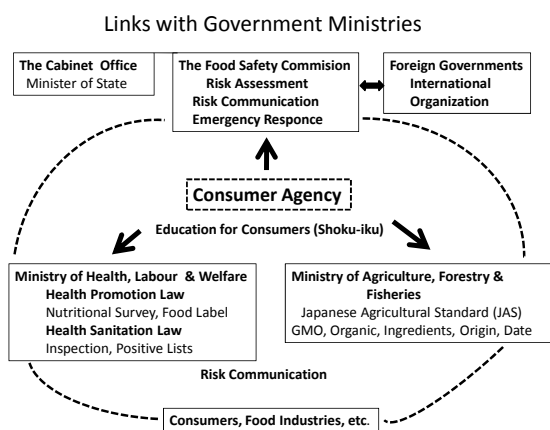 Links with Government Ministries
The Cabinet Office
Minister of State
The Food Safety Commision
Risk Assessment
Risk Communication
Emergency Responce
Foreign Governments
International
Organization
Consumer Agency
Education for Consumers (Shoku-iku)
Ministry of Health, Labour & Welfare
Health Promotion Law
Nutritional Survey, Food Label
Health Sanitation Law
Inspection, Positive Lists
Ministry of Agriculture, Forestry &
Fisheries
Japanese Agricultural Standard (JAS)
GMO, Organic, Ingredients, Origin, Date
Risk Communication
Consumers, Food Industries, etc.